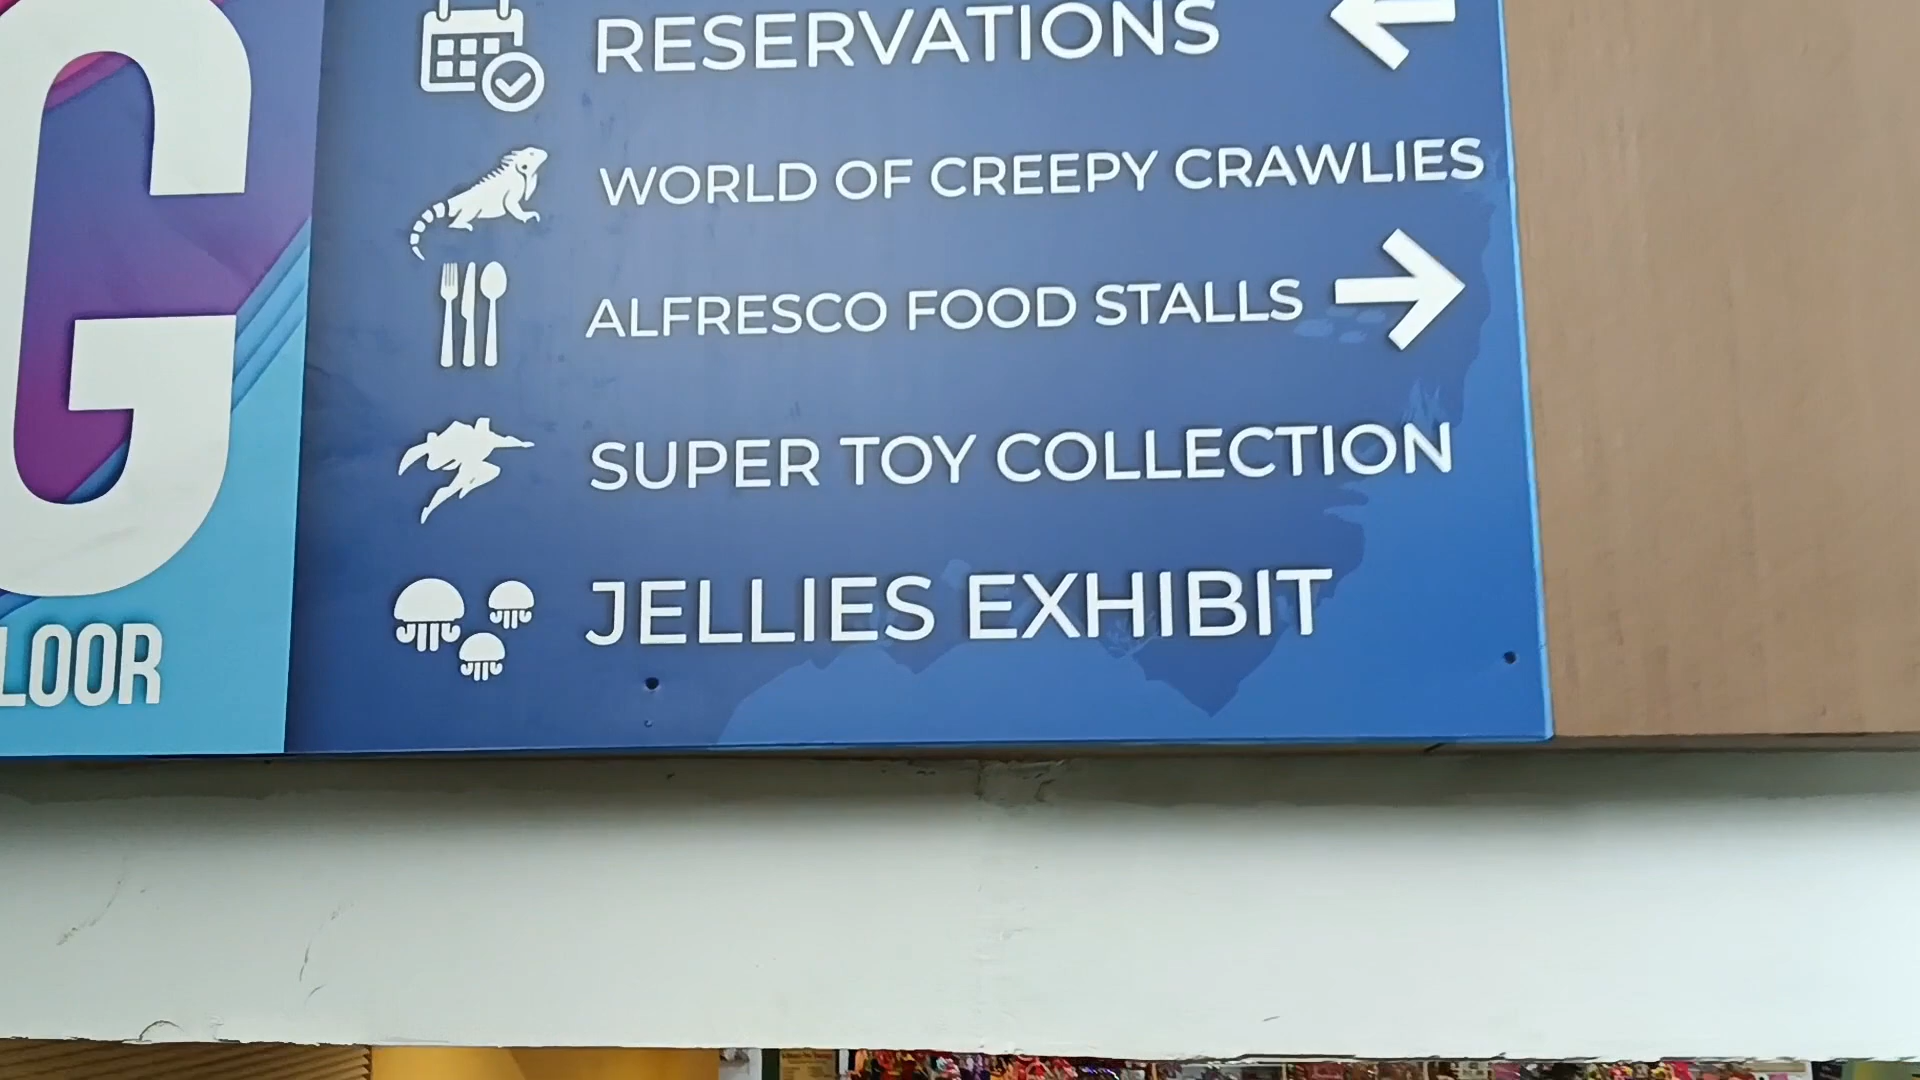 G
LOOR
RESERVATIONS
WORLD OF CREEPY CRAWLIES
ALFRESCO FOOD STALLS
SUPER TOY COLLECTION
JELLIES EXHIBIT